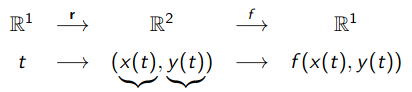 ℝ¹ —r→ ℝ² —f→ ℝ¹
t ⟶ (x(t), y(t)) ⟶ f(x(t), y(t))